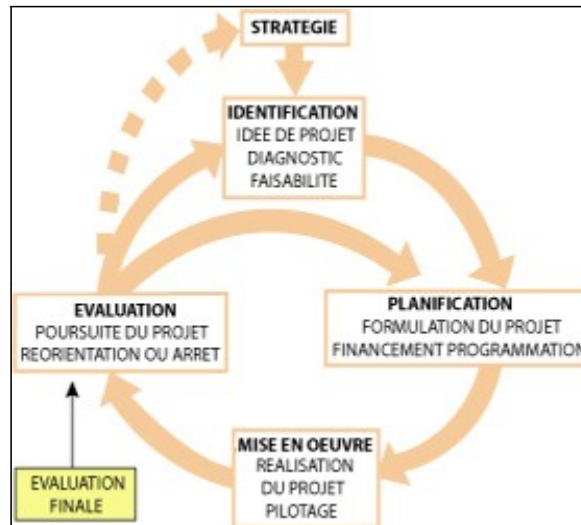 STRATEGIE
IDENTIFICATION
IDEE DE PROJET
DIAGNOSTIC
FAISABILITE
EVALUATION
POURSUITE DU PROJET
REORIENTATION OU ARRET
PLANIFICATION
FORMULATION DU PROJET
FINANCEMENT PROGRAMMATION
MISE EN OEUVRE
REALISATION
DU PROJET
PILOTAGE
EVALUATION
FINALE